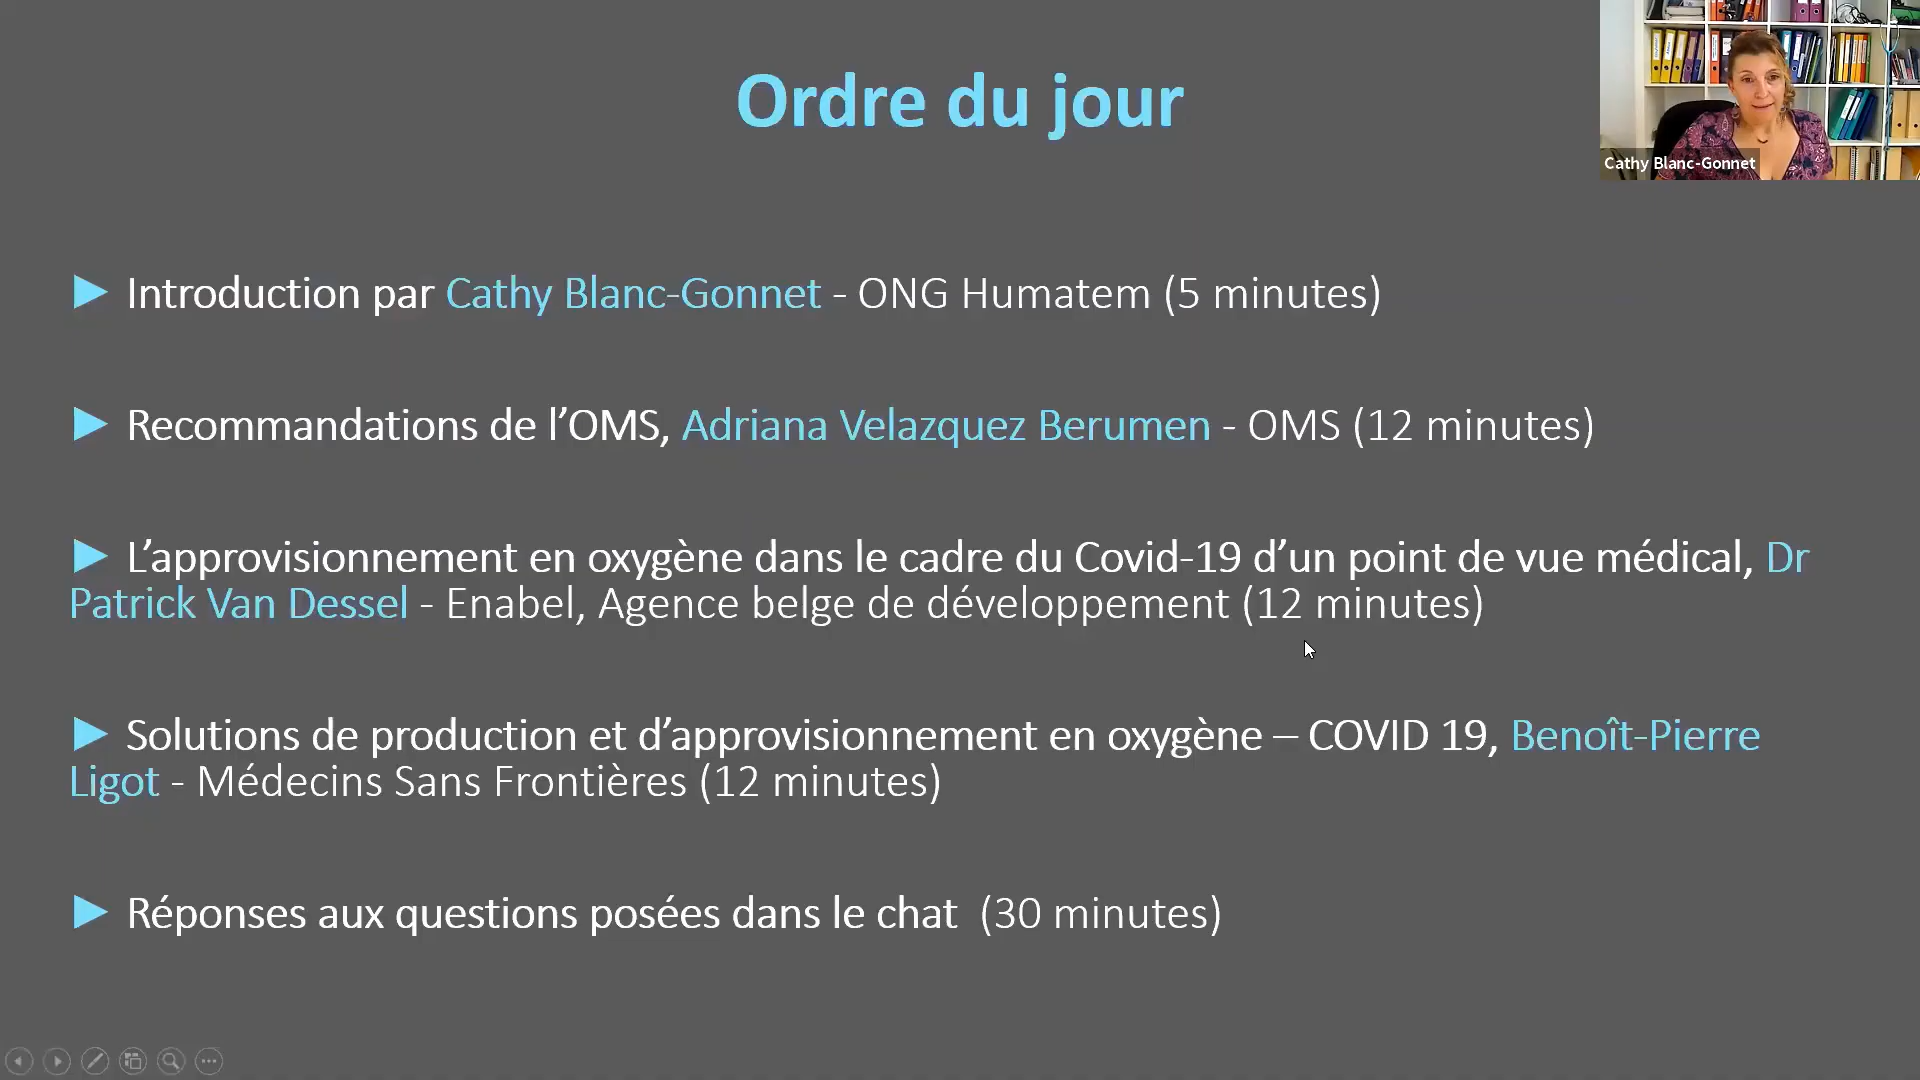 Ordre du jour
Cathy Blanc-Gonnet
► Introduction par Cathy Blanc-Gonnet - ONG Humatem (5 minutes)
► Recommandations de l’OMS, Adriana Velazquez Berumen - OMS (12 minutes)
► L’approvisionnement en oxygène dans le cadre du Covid-19 d’un point de vue médical, Dr
Patrick Van Dessel - Enabel, Agence belge de développement (12 minutes)
► Solutions de production et d’approvisionnement en oxygène – COVID 19, Benoît-Pierre
Ligot - Médecins Sans Frontières (12 minutes)
► Réponses aux questions posées dans le chat  (30 minutes)